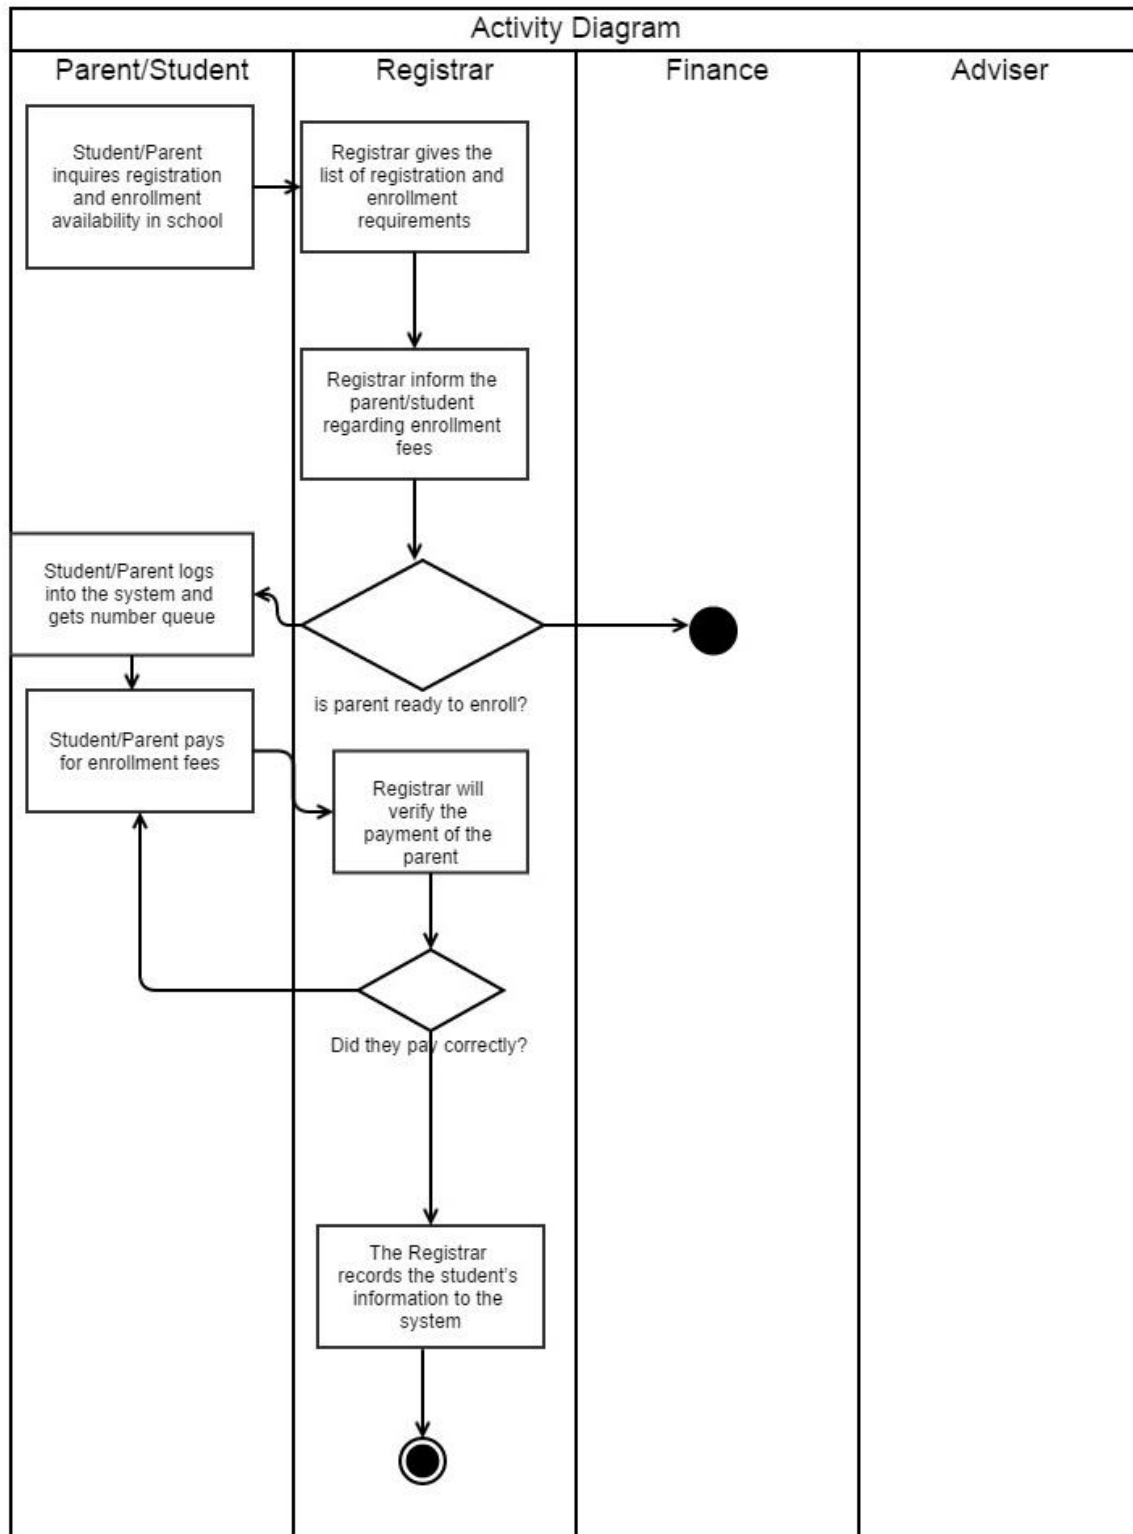 Activity Diagram
Parent/Student
Registrar
Finance
Adviser
Student/Parent
inquires registration
and enrollment
availability in school
Registrar gives the
list of registration and
enrollment
requirements
Registrar inform the
parent/student
regarding enrollment
fees
Student/Parent logs
into the system and
gets number queue
is parent ready to enroll?
Student/Parent pays
for enrollment fees
Registrar will
verify the
payment of the
parent
Did they pay correctly?
The Registrar
records the student's
information to the
system